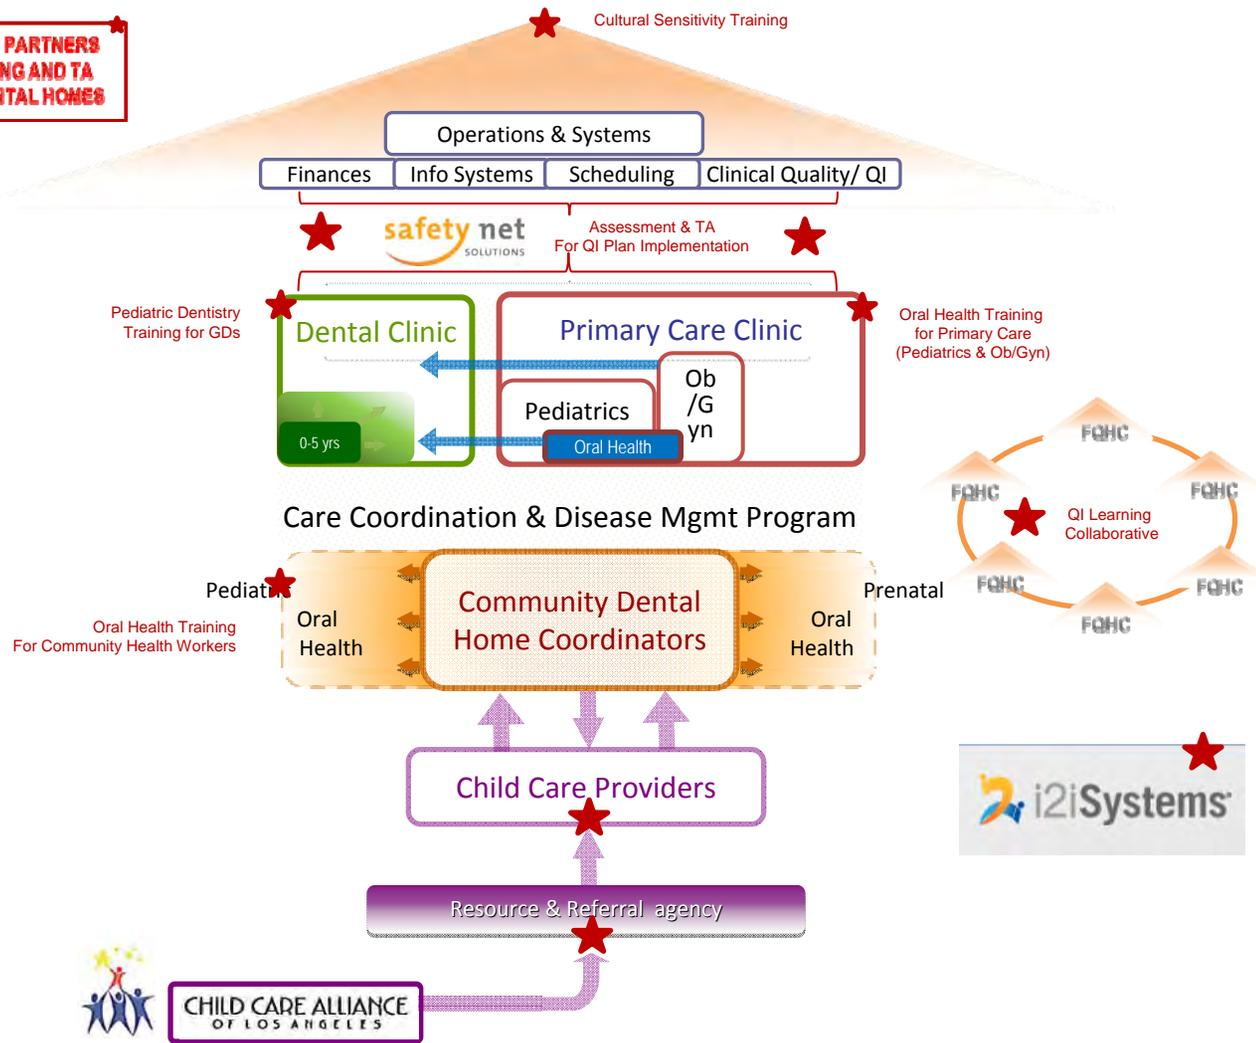 Cultural Sensitivity Training
PARTNERS
NG AND TA
TAL HOMES
Operations & Systems
Finances
Info Systems
Scheduling
Clinical Quality/ QI
safety net
SOLUTIONS
Assessment & TA
For QI Plan Implementation
Pediatric Dentistry
Training for GDs
Dental Clinic
Primary Care Clinic
Oral Health Training
for Primary Care
(Pediatrics & Ob/Gyn)
Ob
/G
yn
Pediatrics
0-5 yrs
Oral Health
FQHC
FQHC
FQHC
QI Learning
Collaborative
FQHC
FQHC
FQHC
Care Coordination & Disease Mgmt Program
Pediatric
Oral
Health
Oral Health Training
For Community Health Workers
Community Dental
Home Coordinators
Prenatal
Oral
Health
Child Care Providers
i2iSystems
Resource & Referral agency
CHILD CARE ALLIANCE
OF LOS ANGELES